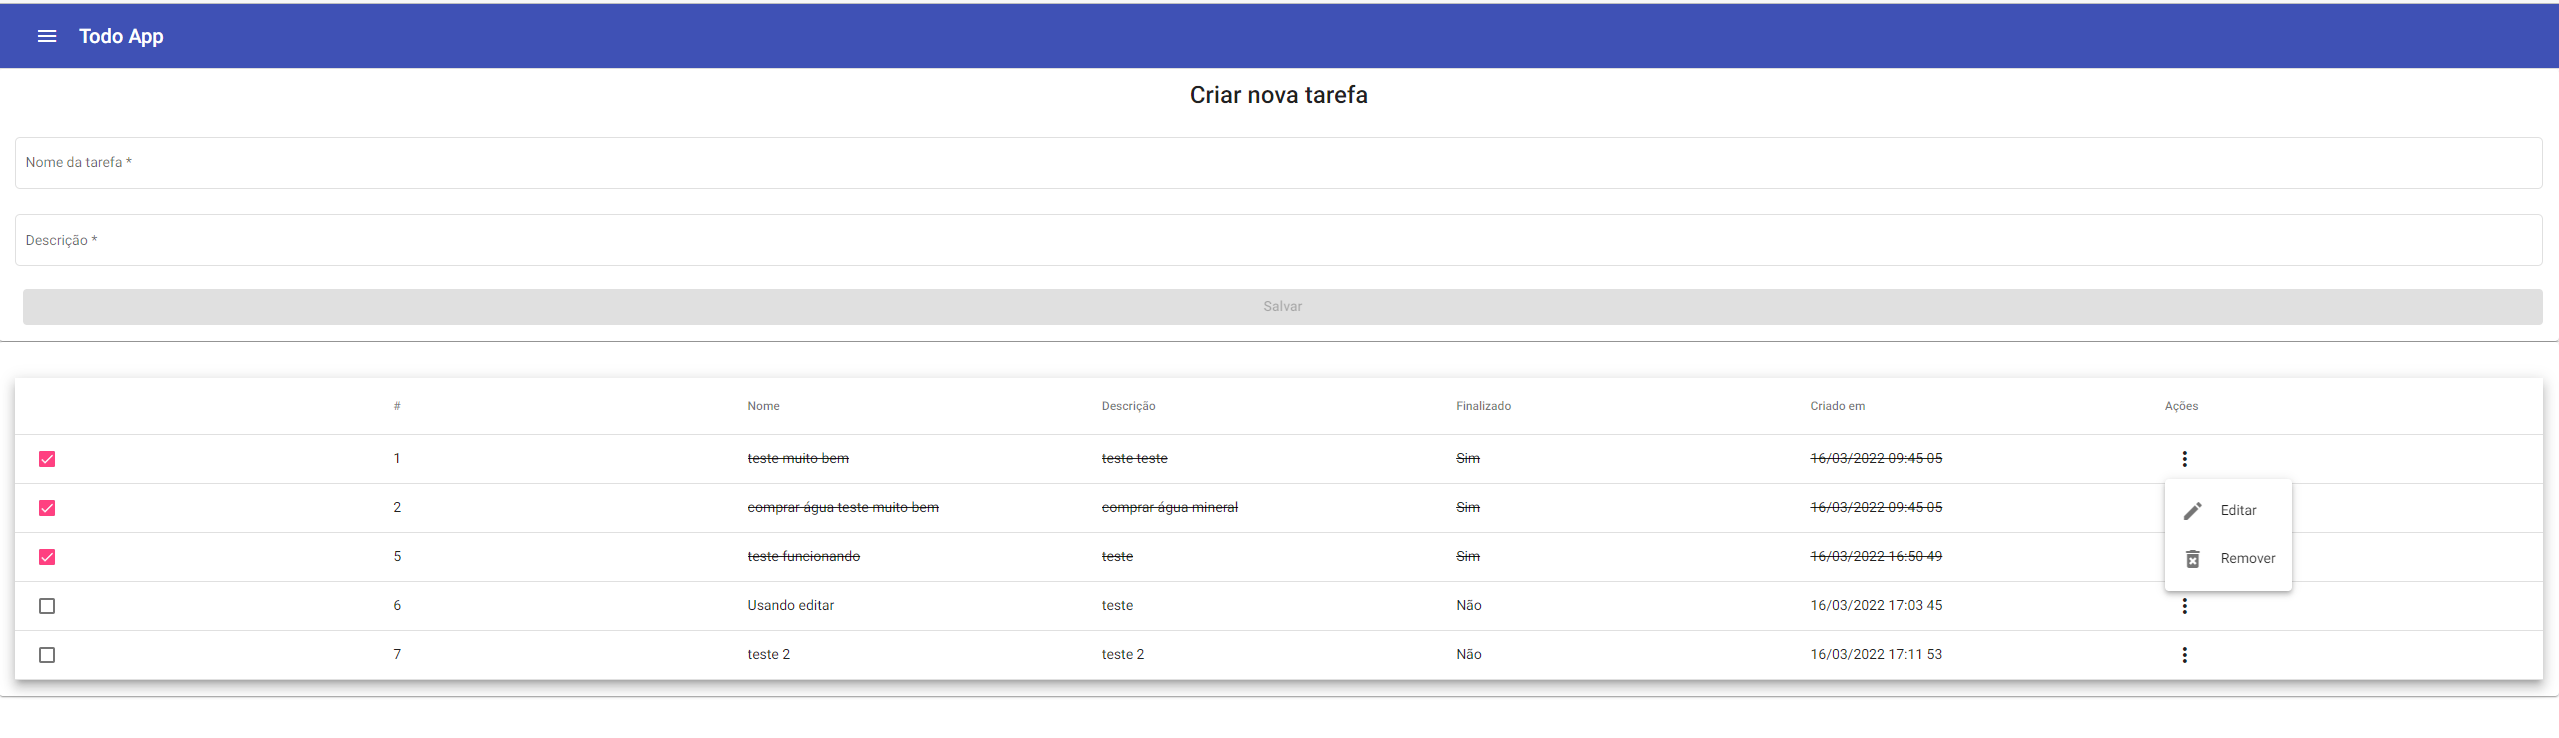 Todo App
Criar nova tarefa
Nome da tarefa *
Descrição *
Salvar
# Nome Descrição Finalizado Criado em Ações
1 teste muito bem teste teste Sim 16/03/2022 09:45 05
2 comprar água teste muito bem comprar água mineral Sim 16/03/2022 09:45 05
Editar
5 teste funcionando teste Sim 16/03/2022 16:50 49
Remover
6 Usando editar teste Não 16/03/2022 17:03 45
7 teste 2 teste 2 Não 16/03/2022 17:11 53